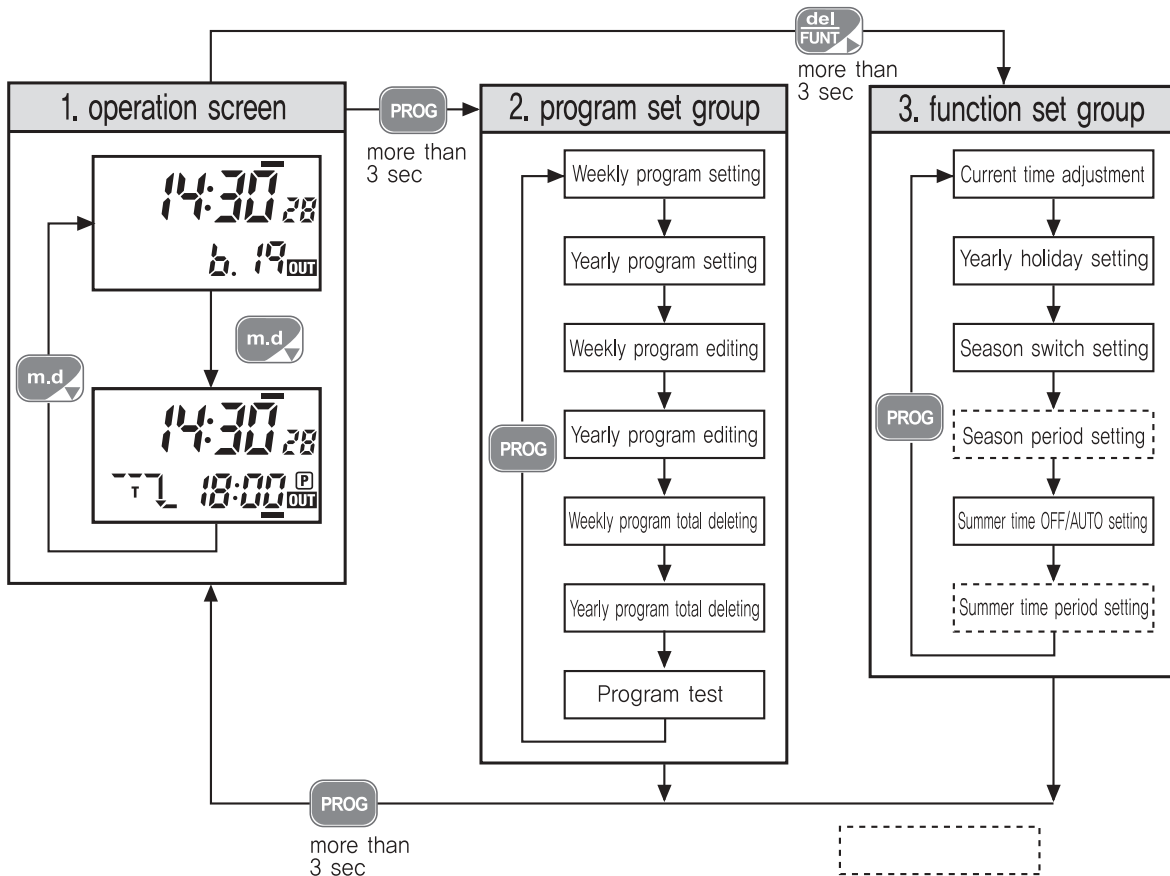 del
FUNT
more than
3 sec
1. operation screen
PROG
more than
3 sec
2. program set group
3. function set group
14:30 28
6. 19 OUT
m.d
m.d
14:30 28
T 18:00 P
OUT
Weekly program setting
Yearly program setting
Weekly program editing
Yearly program editing
PROG
Weekly program total deleting
Yearly program total deleting
Program test
Current time adjustment
Yearly holiday setting
Season switch setting
PROG
Season period setting
Summer time OFF/AUTO setting
Summer time period setting
PROG
more than
3 sec